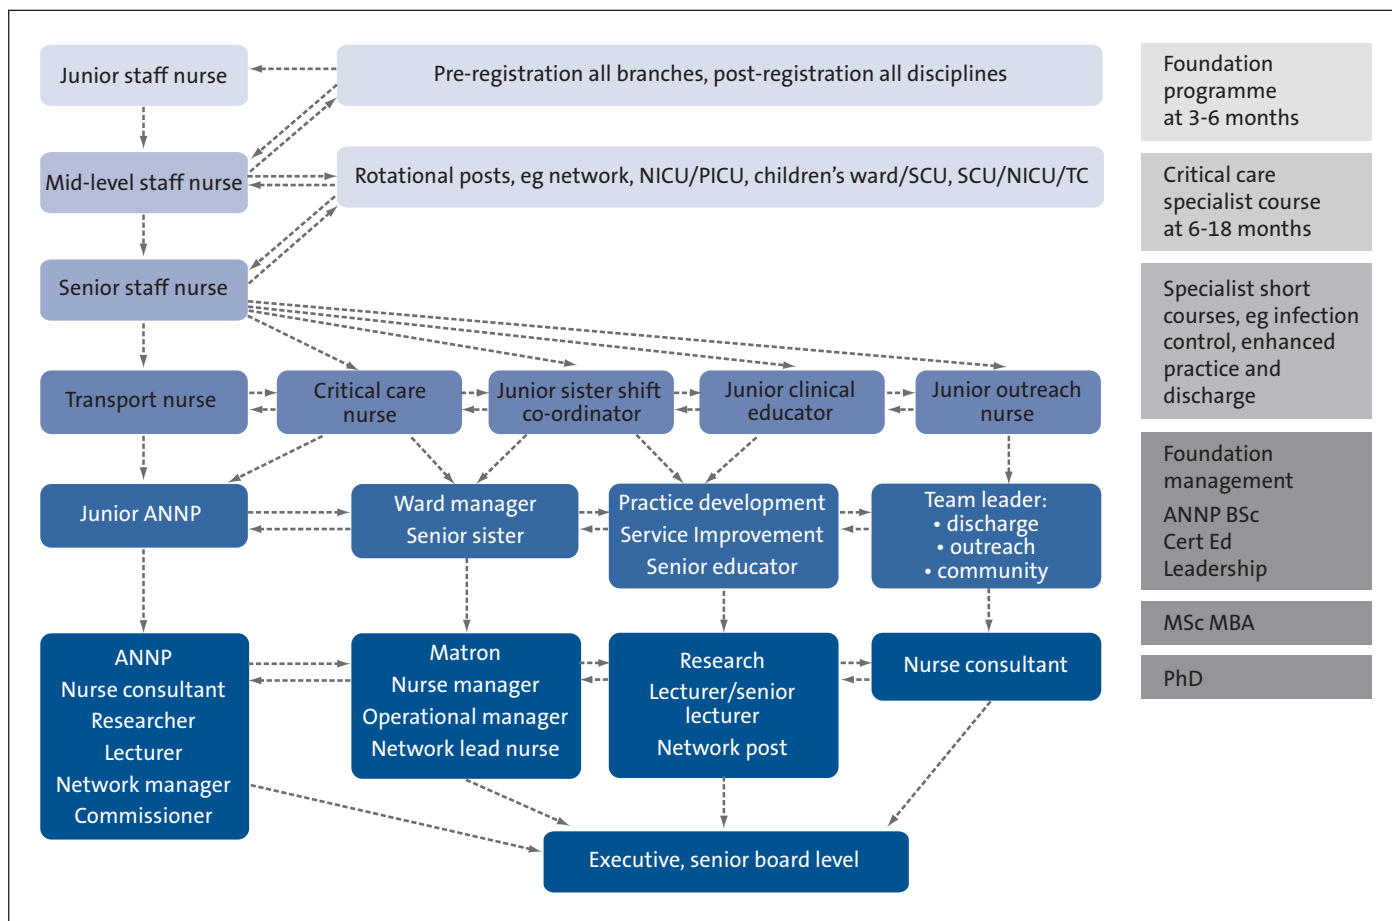 Junior staff nurse
Pre-registration all branches, post-registration all disciplines
Mid-level staff nurse
Rotational posts, eg network, NICU/PICU, children’s ward/SCU, SCU/NICU/TC
Senior staff nurse
Transport nurse
Critical care
nurse
Junior sister shift
co-ordinator
Junior clinical
educator
Junior outreach
nurse
Junior ANNP
Ward manager
Senior sister
Practice development
Service Improvement
Senior educator
Team leader:
• discharge
• outreach
• community
ANNP
Nurse consultant
Researcher
Lecturer
Network manager
Commissioner
Matron
Nurse manager
Operational manager
Network lead nurse
Research
Lecturer/senior
lecturer
Network post
Nurse consultant
Executive, senior board level
Foundation
programme
at 3-6 months
Critical care
specialist course
at 6-18 months
Specialist short
courses, eg infection
control, enhanced
practice and
discharge
Foundation
management
ANNP BSc
Cert Ed
Leadership
MSc MBA
PhD